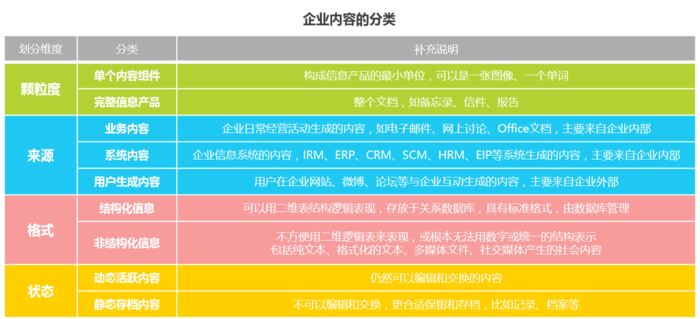 企业内容的分类
划分维度 分类 补充说明
颗粒度
单个内容组件 构成信息产品的最小单位，可以是一张图像、一个单词
完整信息产品 整个文档，如备忘录、信件、报告
来源
业务内容 企业日常经营活动生成的内容，如电子邮件、网上讨论、Office文档，主要来自企业内部
系统内容 企业信息系统的内容，IRM、ERP、CRM、SCM、HRM、EIP等系统生成的内容，主要来自企业内部
用户生成内容 用户在企业网站、微博、论坛等与企业互动生成的内容，主要来自企业外部
格式
结构化信息 可以用二维表结构逻辑表现，存放于关系数据库，具有标准格式，由数据库管理
非结构化信息 不方便用二维逻辑表来表现，或根本无法用数字或统一的结构表示
包括纯文本、格式化的文本、多媒体文件、社交媒体产生的社会内容
状态
动态活跃内容 仍然可以编辑和交换的内容
静态存档内容 不可以编辑和交换，更合适保留和存档，比如记录、档案等